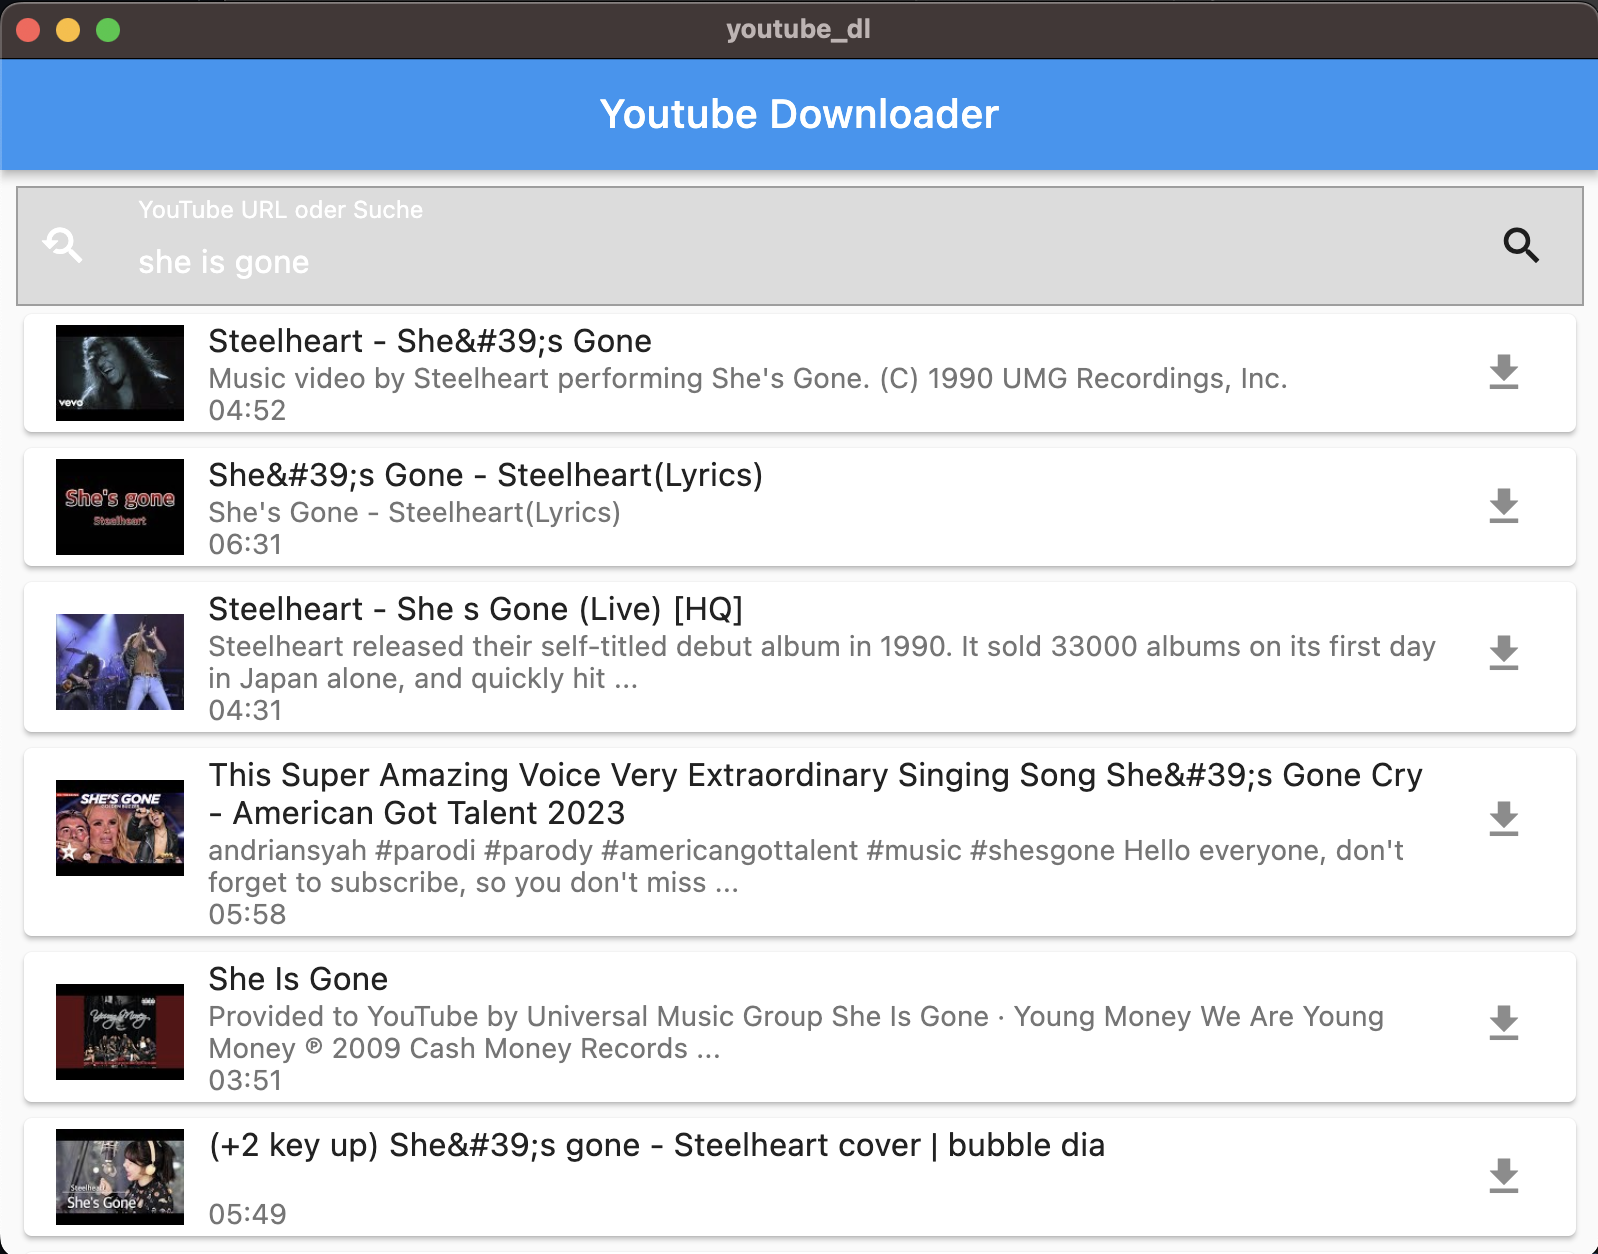 youtube_dl
Youtube Downloader
YouTube URL oder Suche
she is gone
Steelheart - She&#39;s Gone
Music video by Steelheart performing She's Gone. (C) 1990 UMG Recordings, Inc.
04:52
vevo
She&#39;s Gone - Steelheart(Lyrics)
She's Gone - Steelheart(Lyrics)
06:31
She's gone
Steelheart
Steelheart - She s Gone (Live) [HQ]
Steelheart released their self-titled debut album in 1990. It sold 33000 albums on its first day
in Japan alone, and quickly hit ...
04:31
This Super Amazing Voice Very Extraordinary Singing Song She&#39;s Gone Cry
- American Got Talent 2023
andriansyah #parodi #parody #americangottalent #music #shesgone Hello everyone, don't
forget to subscribe, so you don't miss ...
05:58
SHE'S GONE
GOLDEN BUZZER
She Is Gone
Provided to YouTube by Universal Music Group She Is Gone · Young Money We Are Young
Money ℗ 2009 Cash Money Records ...
03:51
Young Money
(+2 key up) She&#39;s gone - Steelheart cover | bubble dia
05:49
Steelheart
She's Gone